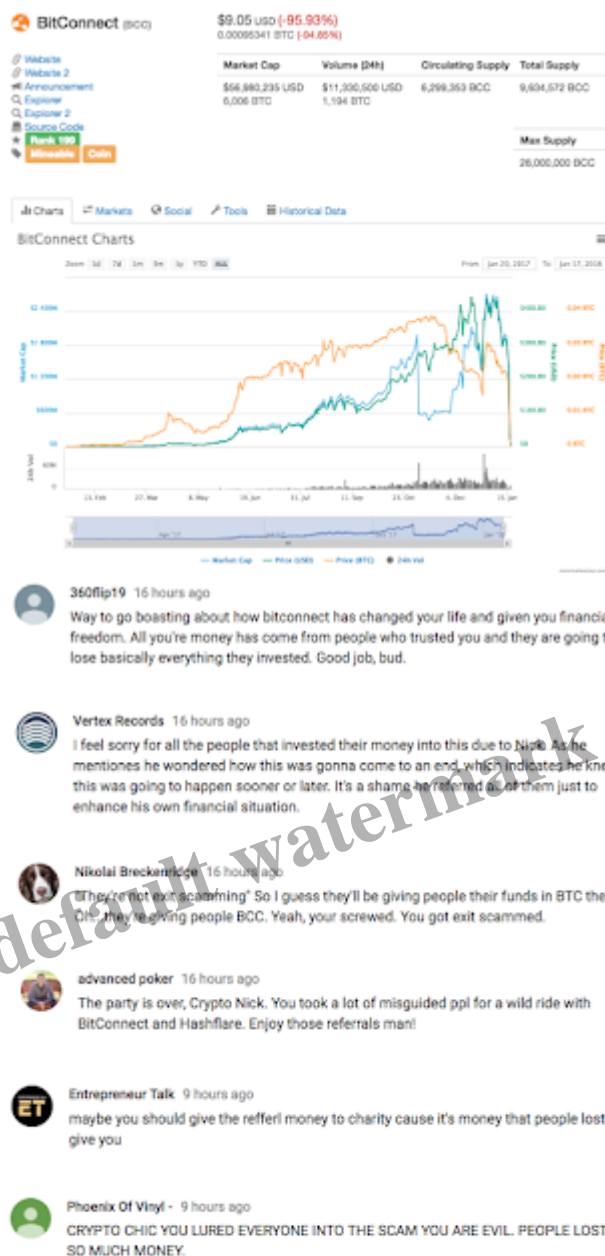 BitConnect (BCC)
$9.05 USD (-95.93%)
0.00095341 BTC (-94.85%)
Website
Website 2
Announcement
Explorer
Explorer 2
Source Code
Rank 199
Mineable Coin
Market Cap Volume (24h) Circulating Supply Total Supply
$56,980,235 USD $11,330,500 USD 6,299,353 BCC 9,604,572 BCC
6,006 BTC 1,194 BTC
Max Supply
28,000,000 BCC
Charts Markets Social Tools Historical Data
BitConnect Charts
Zoom 1d 7d 1m 3m 1y YTD ALL From Jan 20, 2017 To Jan 17, 2018
Market Cap
Price (USD)
Price (BTC)
24h Vol
Market Cap Price (USD) Price (BTC) 24h Vol
360flip19 16 hours ago
Way to go boasting about how bitconnect has changed your life and given you financia
freedom. All you're money has come from people who trusted you and they are going t
lose basically everything they invested. Good job, bud.
Vertex Records 16 hours ago
I feel sorry for all the people that invested their money into this due to Nick. As he
mentiones he wondered how this was gonna come to an end, which indicates he kne
this was going to happen sooner or later. It's a shame he referred all of them just to
enhance his own financial situation.
Nikolai Breckenridge 16 hours ago
"They're not exit scamming" So I guess they'll be giving people their funds in BTC the
Oh.. they're giving people BCC. Yeah, your screwed. You got exit scammed.
advanced poker 16 hours ago
The party is over, Crypto Nick. You took a lot of misguided ppl for a wild ride with
BitConnect and Hashflare. Enjoy those referrals man!
Entrepreneur Talk 9 hours ago
ET
maybe you should give the refferl money to charity cause it's money that people lost
give you
Phoenix Of Vinyl - 9 hours ago
CRYPTO CHIC YOU LURED EVERYONE INTO THE SCAM YOU ARE EVIL. PEOPLE LOST
SO MUCH MONEY.
default watermark